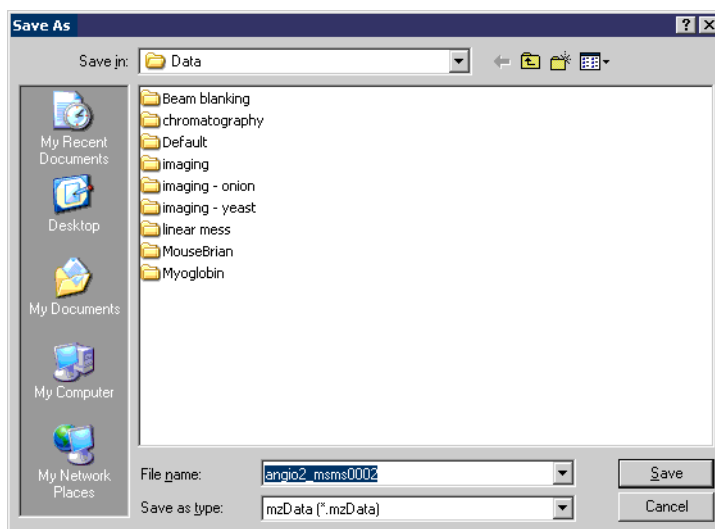 Save As
Save in: Data
My Recent
Documents
Desktop
My Documents
My Computer
My Network
Places
Beam blanking
chromatography
Default
imaging
imaging - onion
imaging - yeast
linear mess
MouseBrian
Myoglobin
File name: angio2_msms0002
Save
Save as type: mzData (*.mzData)
Cancel